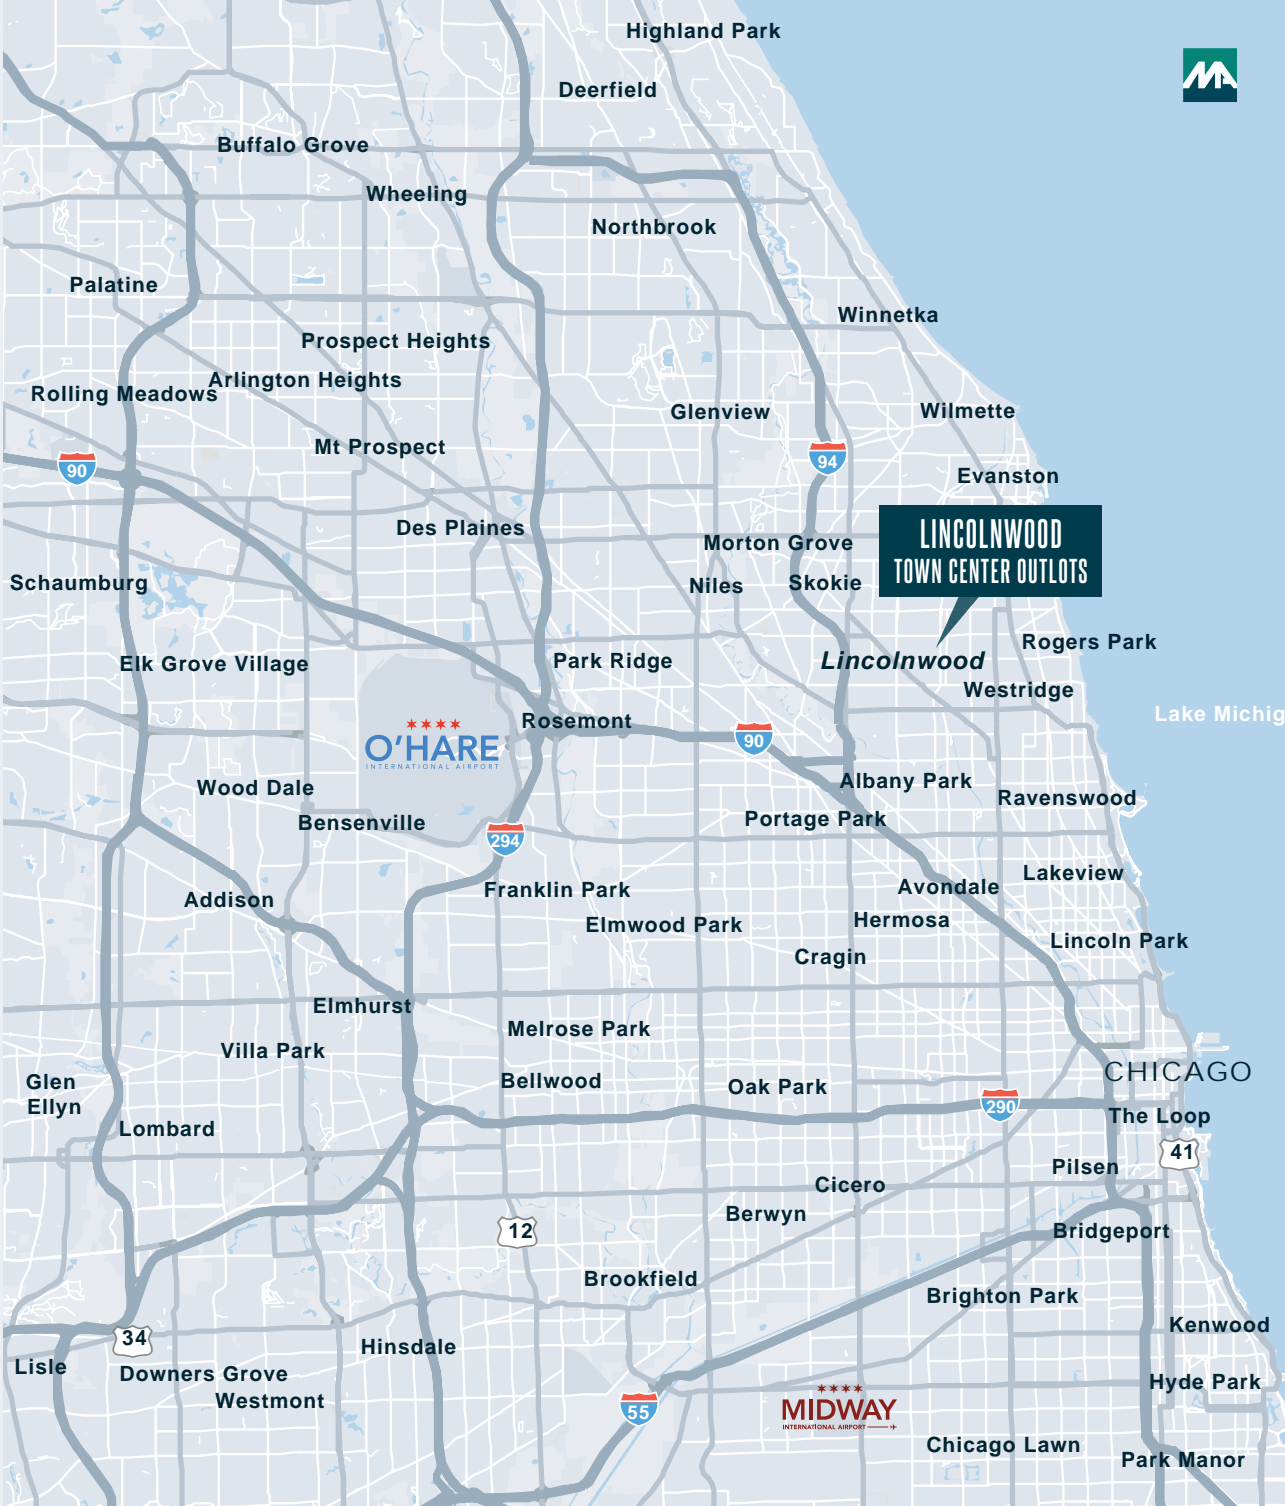 Highland Park
Deerfield
Buffalo Grove
Wheeling
Northbrook
Palatine
Winnetka
Prospect Heights
Arlington Heights
Rolling Meadows
Glenview
Wilmette
Mt Prospect
94
90
Evanston
Des Plaines
Morton Grove
LINCOLNWOOD
TOWN CENTER OUTLOTS
Schaumburg
Niles
Skokie
Rogers Park
Elk Grove Village
Park Ridge
Lincolnwood
Westridge
Lake Michig
Rosemont
O'HARE
INTERNATIONAL AIRPORT
90
Wood Dale
Albany Park
Ravenswood
Bensenville
Portage Park
294
Lakeview
Franklin Park
Avondale
Addison
Elmwood Park
Hermosa
Lincoln Park
Cragin
Elmhurst
Melrose Park
Villa Park
CHICAGO
Glen
Ellyn
Bellwood
Oak Park
290
The Loop
Lombard
41
Pilsen
Cicero
Berwyn
12
Bridgeport
Brookfield
Brighton Park
Kenwood
34
Hinsdale
Lisle
Downers Grove
Westmont
Hyde Park
55
MIDWAY
INTERNATIONAL AIRPORT
Chicago Lawn
Park Manor